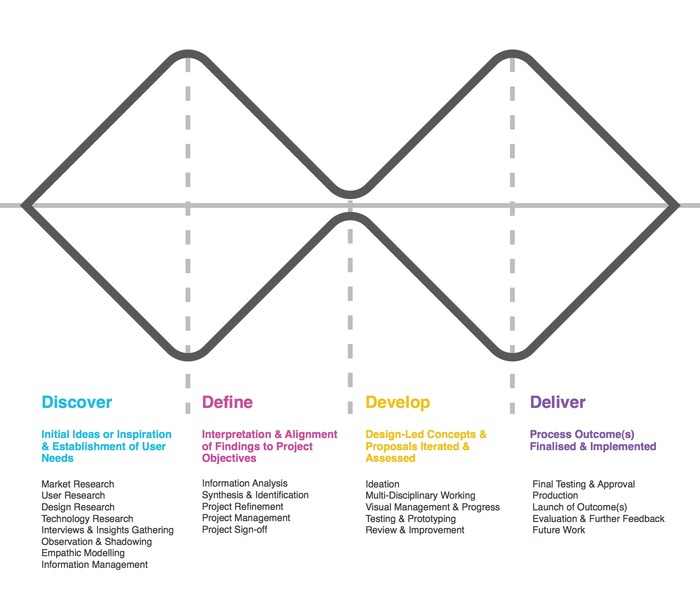 Discover
Initial Ideas or Inspiration
& Establishment of User
Needs
Market Research
User Research
Design Research
Technology Research
Interviews & Insights Gathering
Observation & Shadowing
Empathic Modelling
Information Management
Define
Interpretation & Alignment
of Findings to Project
Objectives
Information Analysis
Synthesis & Identification
Project Refinement
Project Management
Project Sign-off
Develop
Design-Led Concepts &
Proposals Iterated &
Assessed
Ideation
Multi-Disciplinary Working
Visual Management & Progress
Testing & Prototyping
Review & Improvement
Deliver
Process Outcome(s)
Finalised & Implemented
Final Testing & Approval
Production
Launch of Outcome(s)
Evaluation & Further Feedback
Future Work